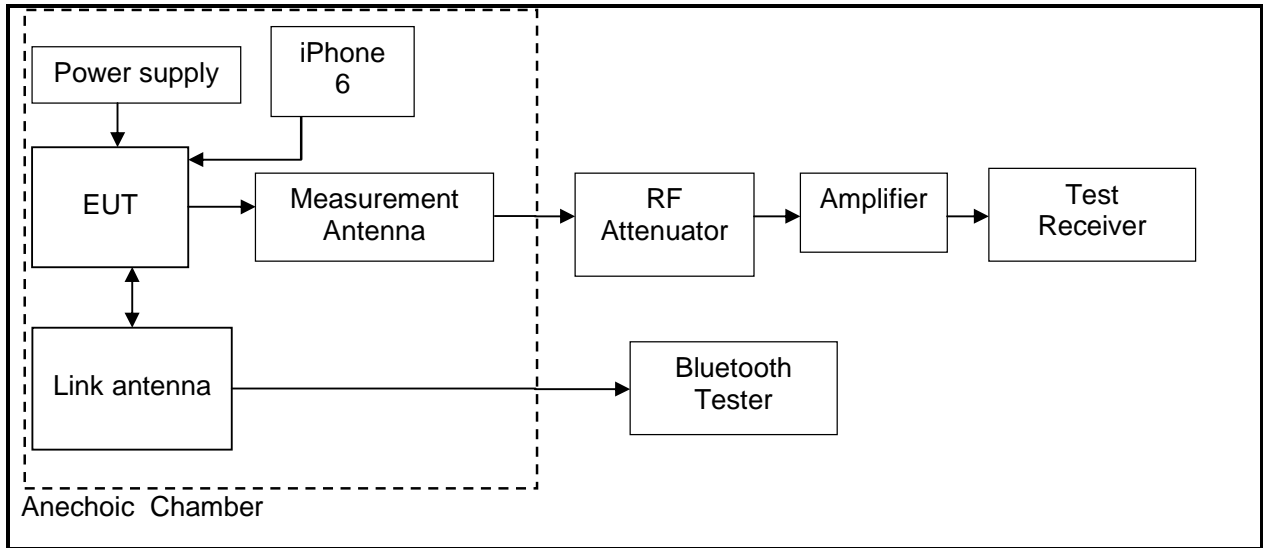 Power supply
iPhone
6
EUT
Measurement
Antenna
RF
Attenuator
Amplifier
Test
Receiver
Link antenna
Bluetooth
Tester
Anechoic Chamber